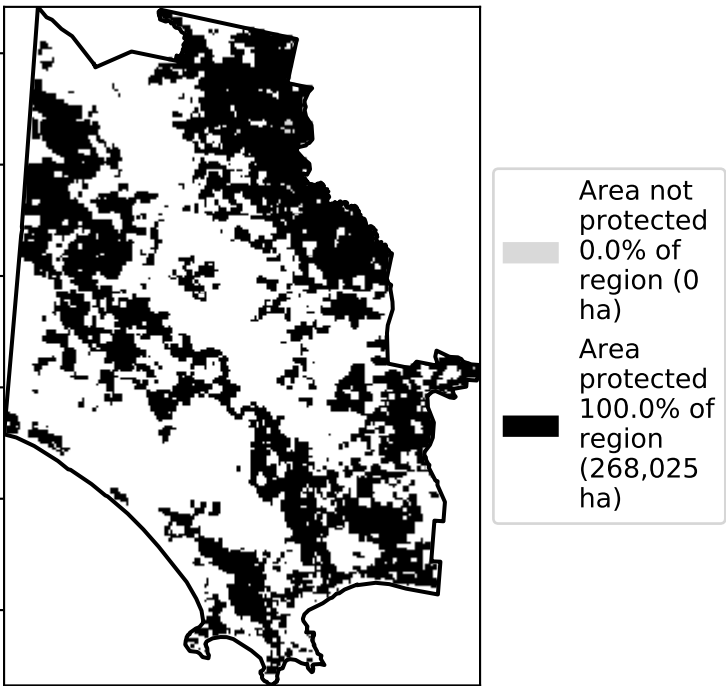 Area not
protected
0.0% of
region (0
ha)
Area
protected
100.0% of
region
(268,025
ha)